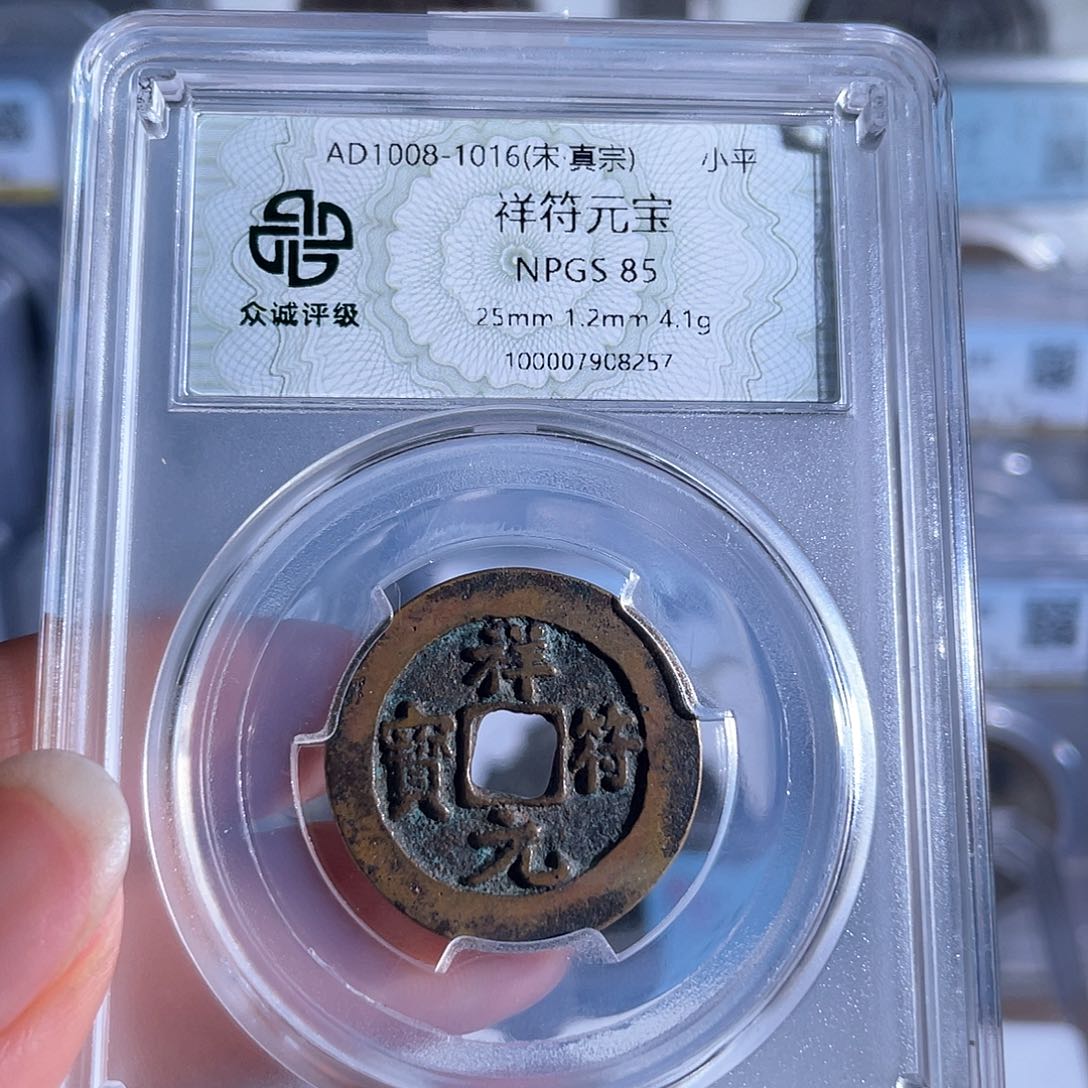 AD1008-1016(宋·真宗) 小平
祥符元宝
NPGS 85
众诚评级
25mm 1.2mm 4.1g
100007908257
祥符元寳